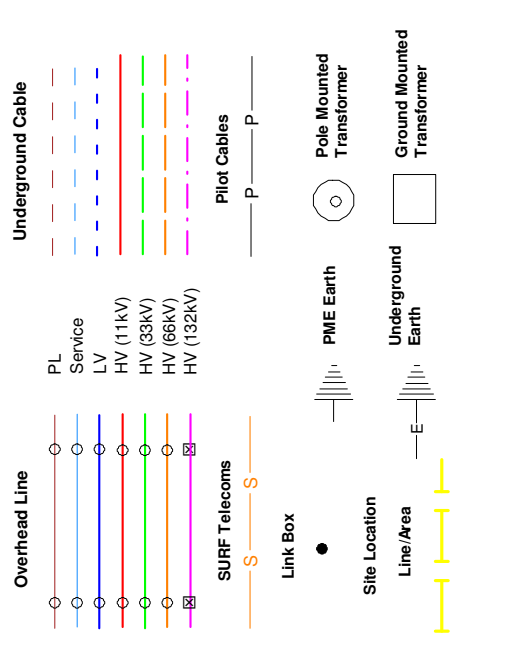 Overhead Line
Underground Cable
PL
Service
LV
HV (11kV)
HV (33kV)
HV (66kV)
HV (132kV)
SURF Telecoms
Pilot Cables
S S
P P
Link Box
PME Earth
Pole Mounted
Transformer
Site Location
Line/Area
Underground
Earth
E
Ground Mounted
Transformer